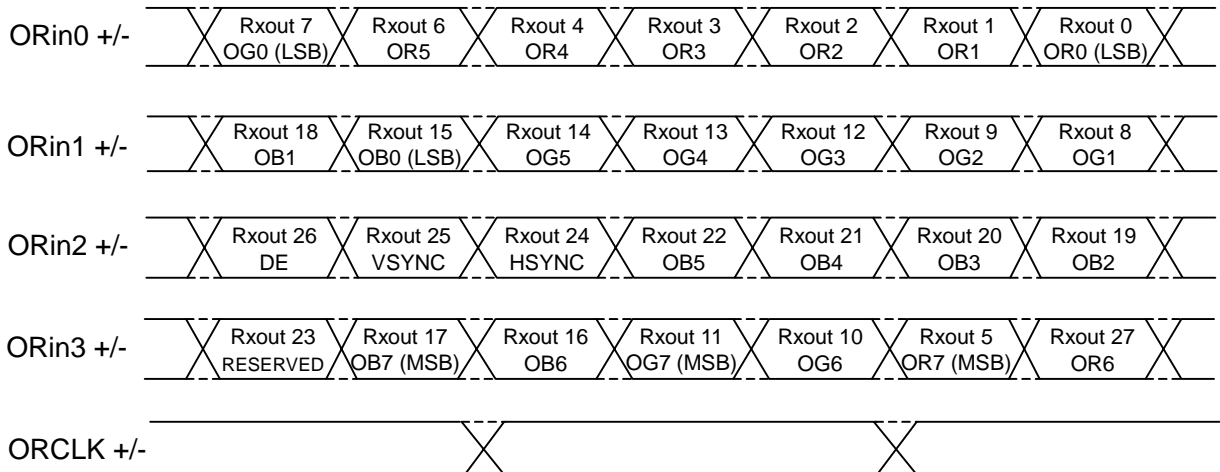 ORin0 +/-
Rxout 7 Rxout 6 Rxout 4 Rxout 3 Rxout 2 Rxout 1 Rxout 0
OG0 (LSB) OR5 OR4 OR3 OR2 OR1 OR0 (LSB)
ORin1 +/-
Rxout 18 Rxout 15 Rxout 14 Rxout 13 Rxout 12 Rxout 9 Rxout 8
OB1 OB0 (LSB) OG5 OG4 OG3 OG2 OG1
ORin2 +/-
Rxout 26 Rxout 25 Rxout 24 Rxout 22 Rxout 21 Rxout 20 Rxout 19
DE VSYNC HSYNC OB5 OB4 OB3 OB2
ORin3 +/-
Rxout 23 Rxout 17 Rxout 16 Rxout 11 Rxout 10 Rxout 5 Rxout 27
RESERVED OB7 (MSB) OB6 OG7 (MSB) OG6 OR7 (MSB) OR6
ORCLK +/-